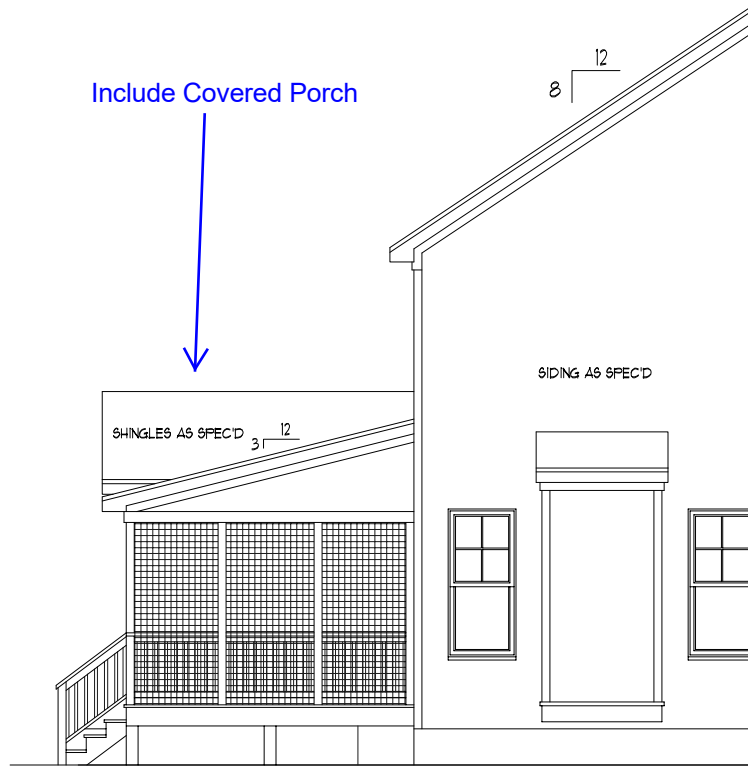 12
8
Include Covered Porch
SIDING AS SPEC'D
SHINGLES AS SPEC'D
12
3